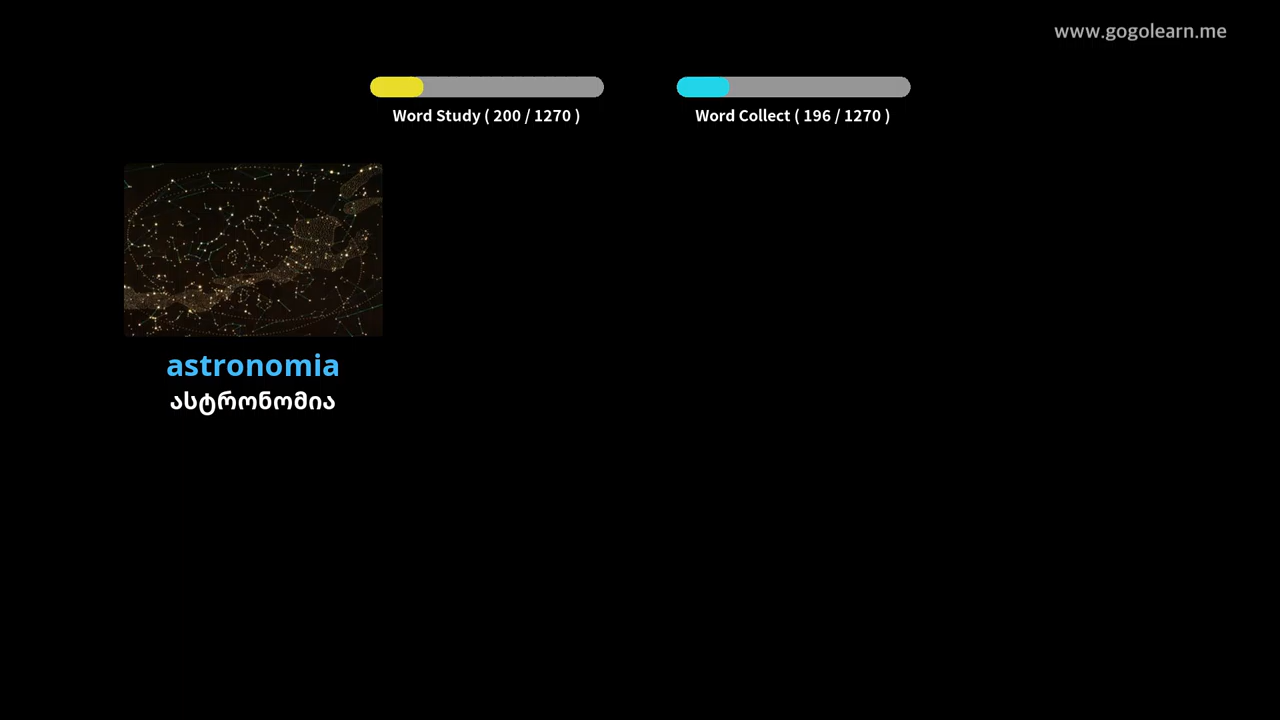 www.gogolearn.me
Word Study ( 200 / 1270 )
Word Collect ( 196 / 1270 )
astronomia
ასტრონომია